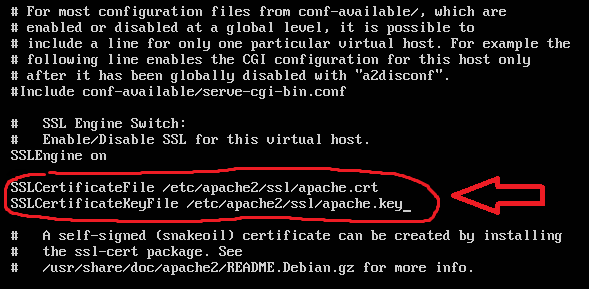 # For most configuration files from conf-available/, which are
# enabled or disabled at a global level, it is possible to
# include a line for only one particular virtual host. For example the
# following line enables the CGI configuration for this host only
# after it has been globally disabled with "a2disconf".
#Include conf-available/serve-cgi-bin.conf
#   SSL Engine Switch:
#   Enable/Disable SSL for this virtual host.
SSLEngine on
SSLCertificateFile /etc/apache2/ssl/apache.crt
SSLCertificateKeyFile /etc/apache2/ssl/apache.key_
#   A self-signed (snakeoil) certificate can be created by installing
#   the ssl-cert package. See
#   /usr/share/doc/apache2/README.Debian.gz for more info.